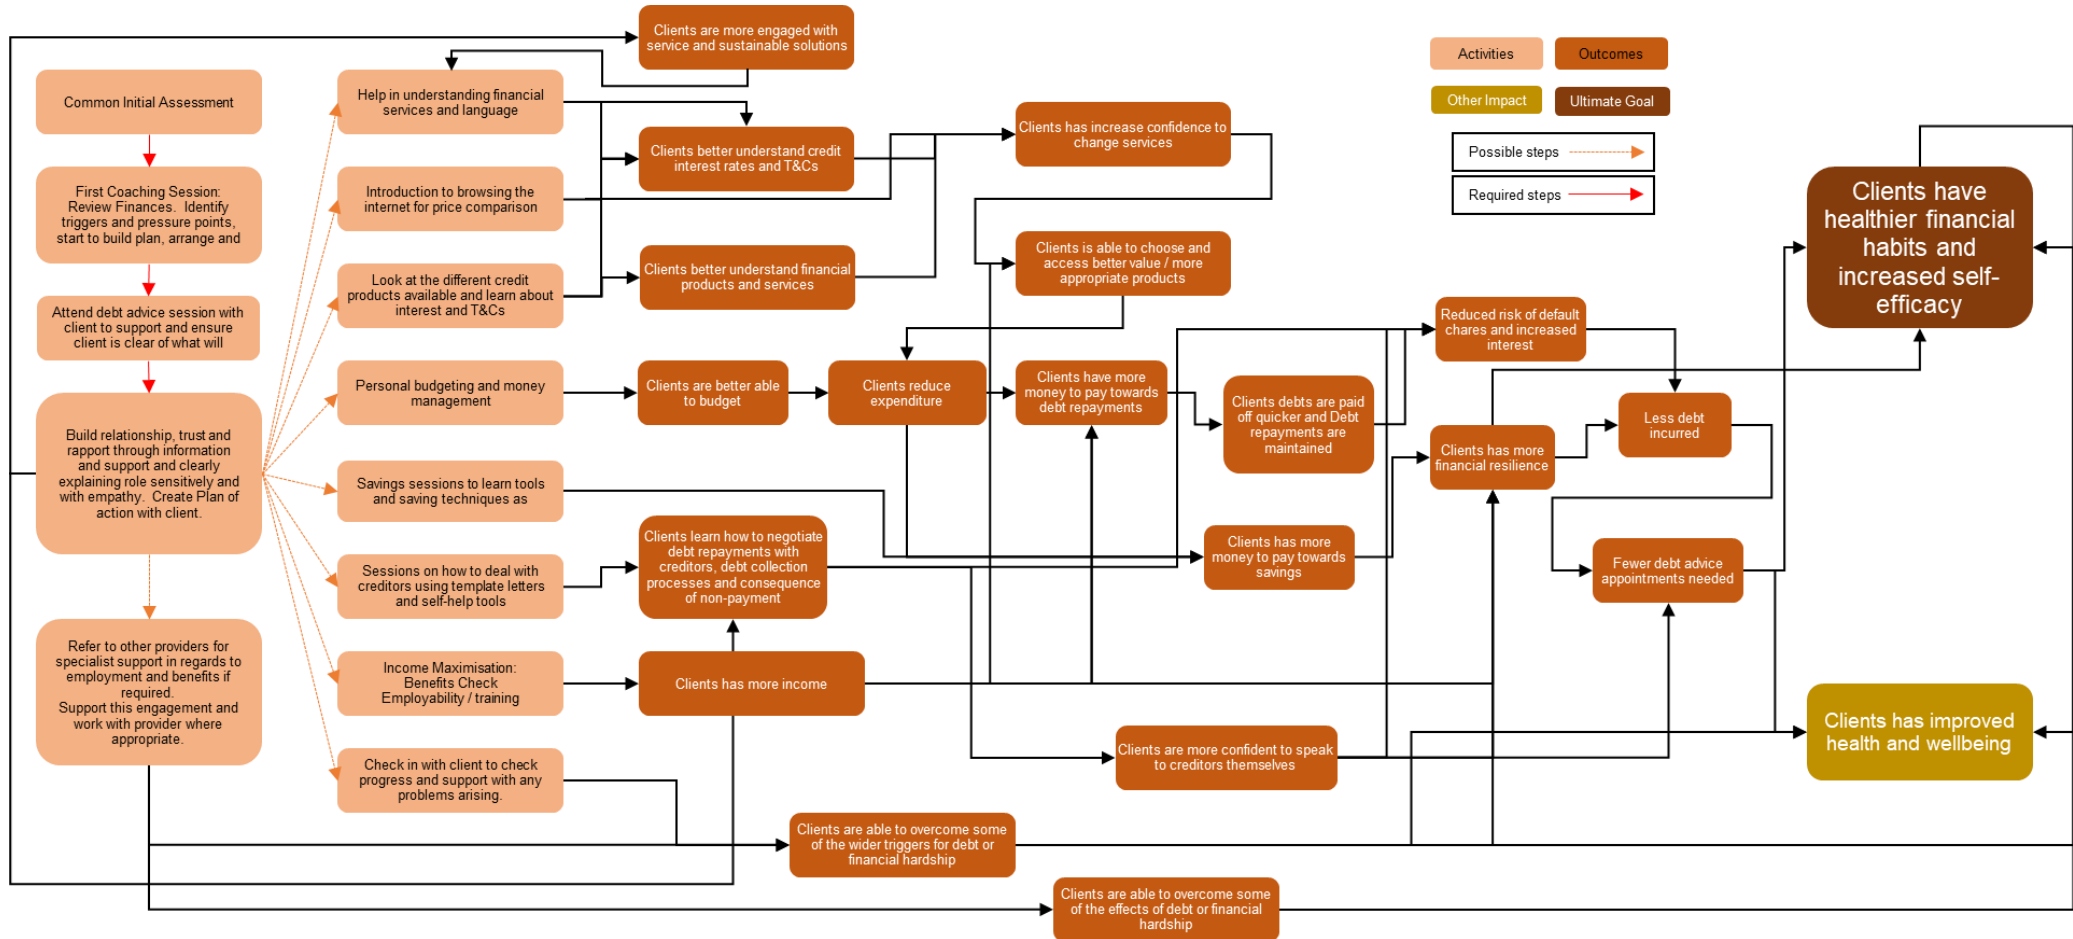 Clients are more engaged with
service and sustainable solutions
Activities
Outcomes
Other Impact
Ultimate Goal
Possible steps
Required steps
Common Initial Assessment
First Coaching Session:
Review Finances. Identify
triggers and pressure points,
start to build plan, arrange and
Attend debt advice session with
client to support and ensure
client is clear of what will
Build relationship, trust and
rapport through information
and support and clearly
explaining role sensitively and
with empathy. Create Plan of
action with client.
Refer to other providers for
specialist support in regards to
employment and benefits if
required.
Support this engagement and
work with provider where
appropriate.
Help in understanding financial
services and language
Introduction to browsing the
internet for price comparison
Look at the different credit
products available and learn about
interest and T&Cs
Personal budgeting and money
management
Savings sessions to learn tools
and saving techniques as
Sessions on how to deal with
creditors using template letters
and self-help tools
Income Maximisation:
Benefits Check
Employability / training
Check in with client to check
progress and support with any
problems arising.
Clients better understand credit
interest rates and T&Cs
Clients better understand financial
products and services
Clients are better able
to budget
Clients learn how to negotiate
debt repayments with
creditors, debt collection
processes and consequence
of non-payment
Clients has more income
Clients reduce
expenditure
Clients are able to overcome some
of the wider triggers for debt or
financial hardship
Clients has increase confidence to
change services
Clients is able to choose and
access better value / more
appropriate products
Clients have more
money to pay towards
debt repayments
Clients are more confident to speak
to creditors themselves
Clients are able to overcome some
of the effects of debt or financial
hardship
Clients debts are paid
off quicker and Debt
repayments are
maintained
Clients has more
money to pay towards
savings
Reduced risk of default
chares and increased
interest
Clients has more
financial resilience
Less debt
incurred
Fewer debt advice
appointments needed
Clients have
healthier financial
habits and
increased self-
efficacy
Clients has improved
health and wellbeing